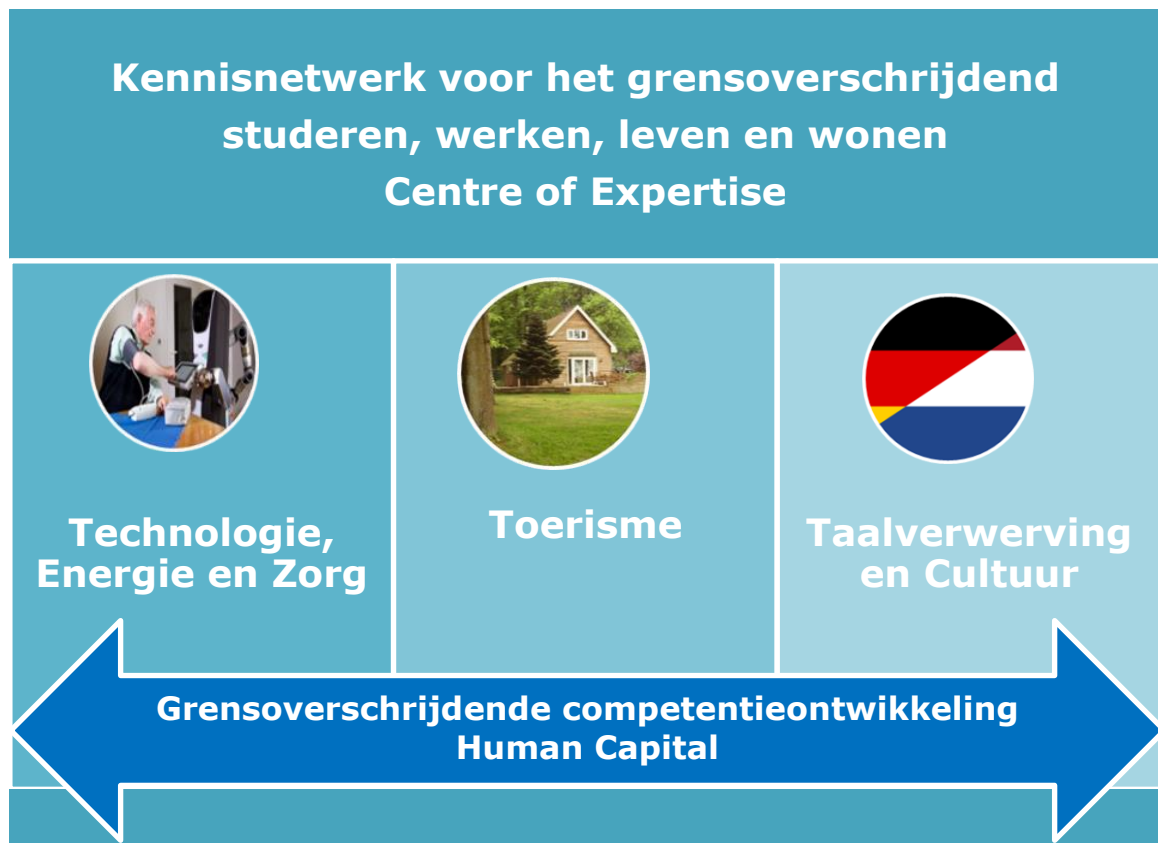 Kennisnetwerk voor het grensoverschrijdend
studeren, werken, leven en wonen
Centre of Expertise
Technologie,
Energie en Zorg
Toerisme
Taalverwerving
en Cultuur
Grensoverschrijdende competentieontwikkeling
Human Capital